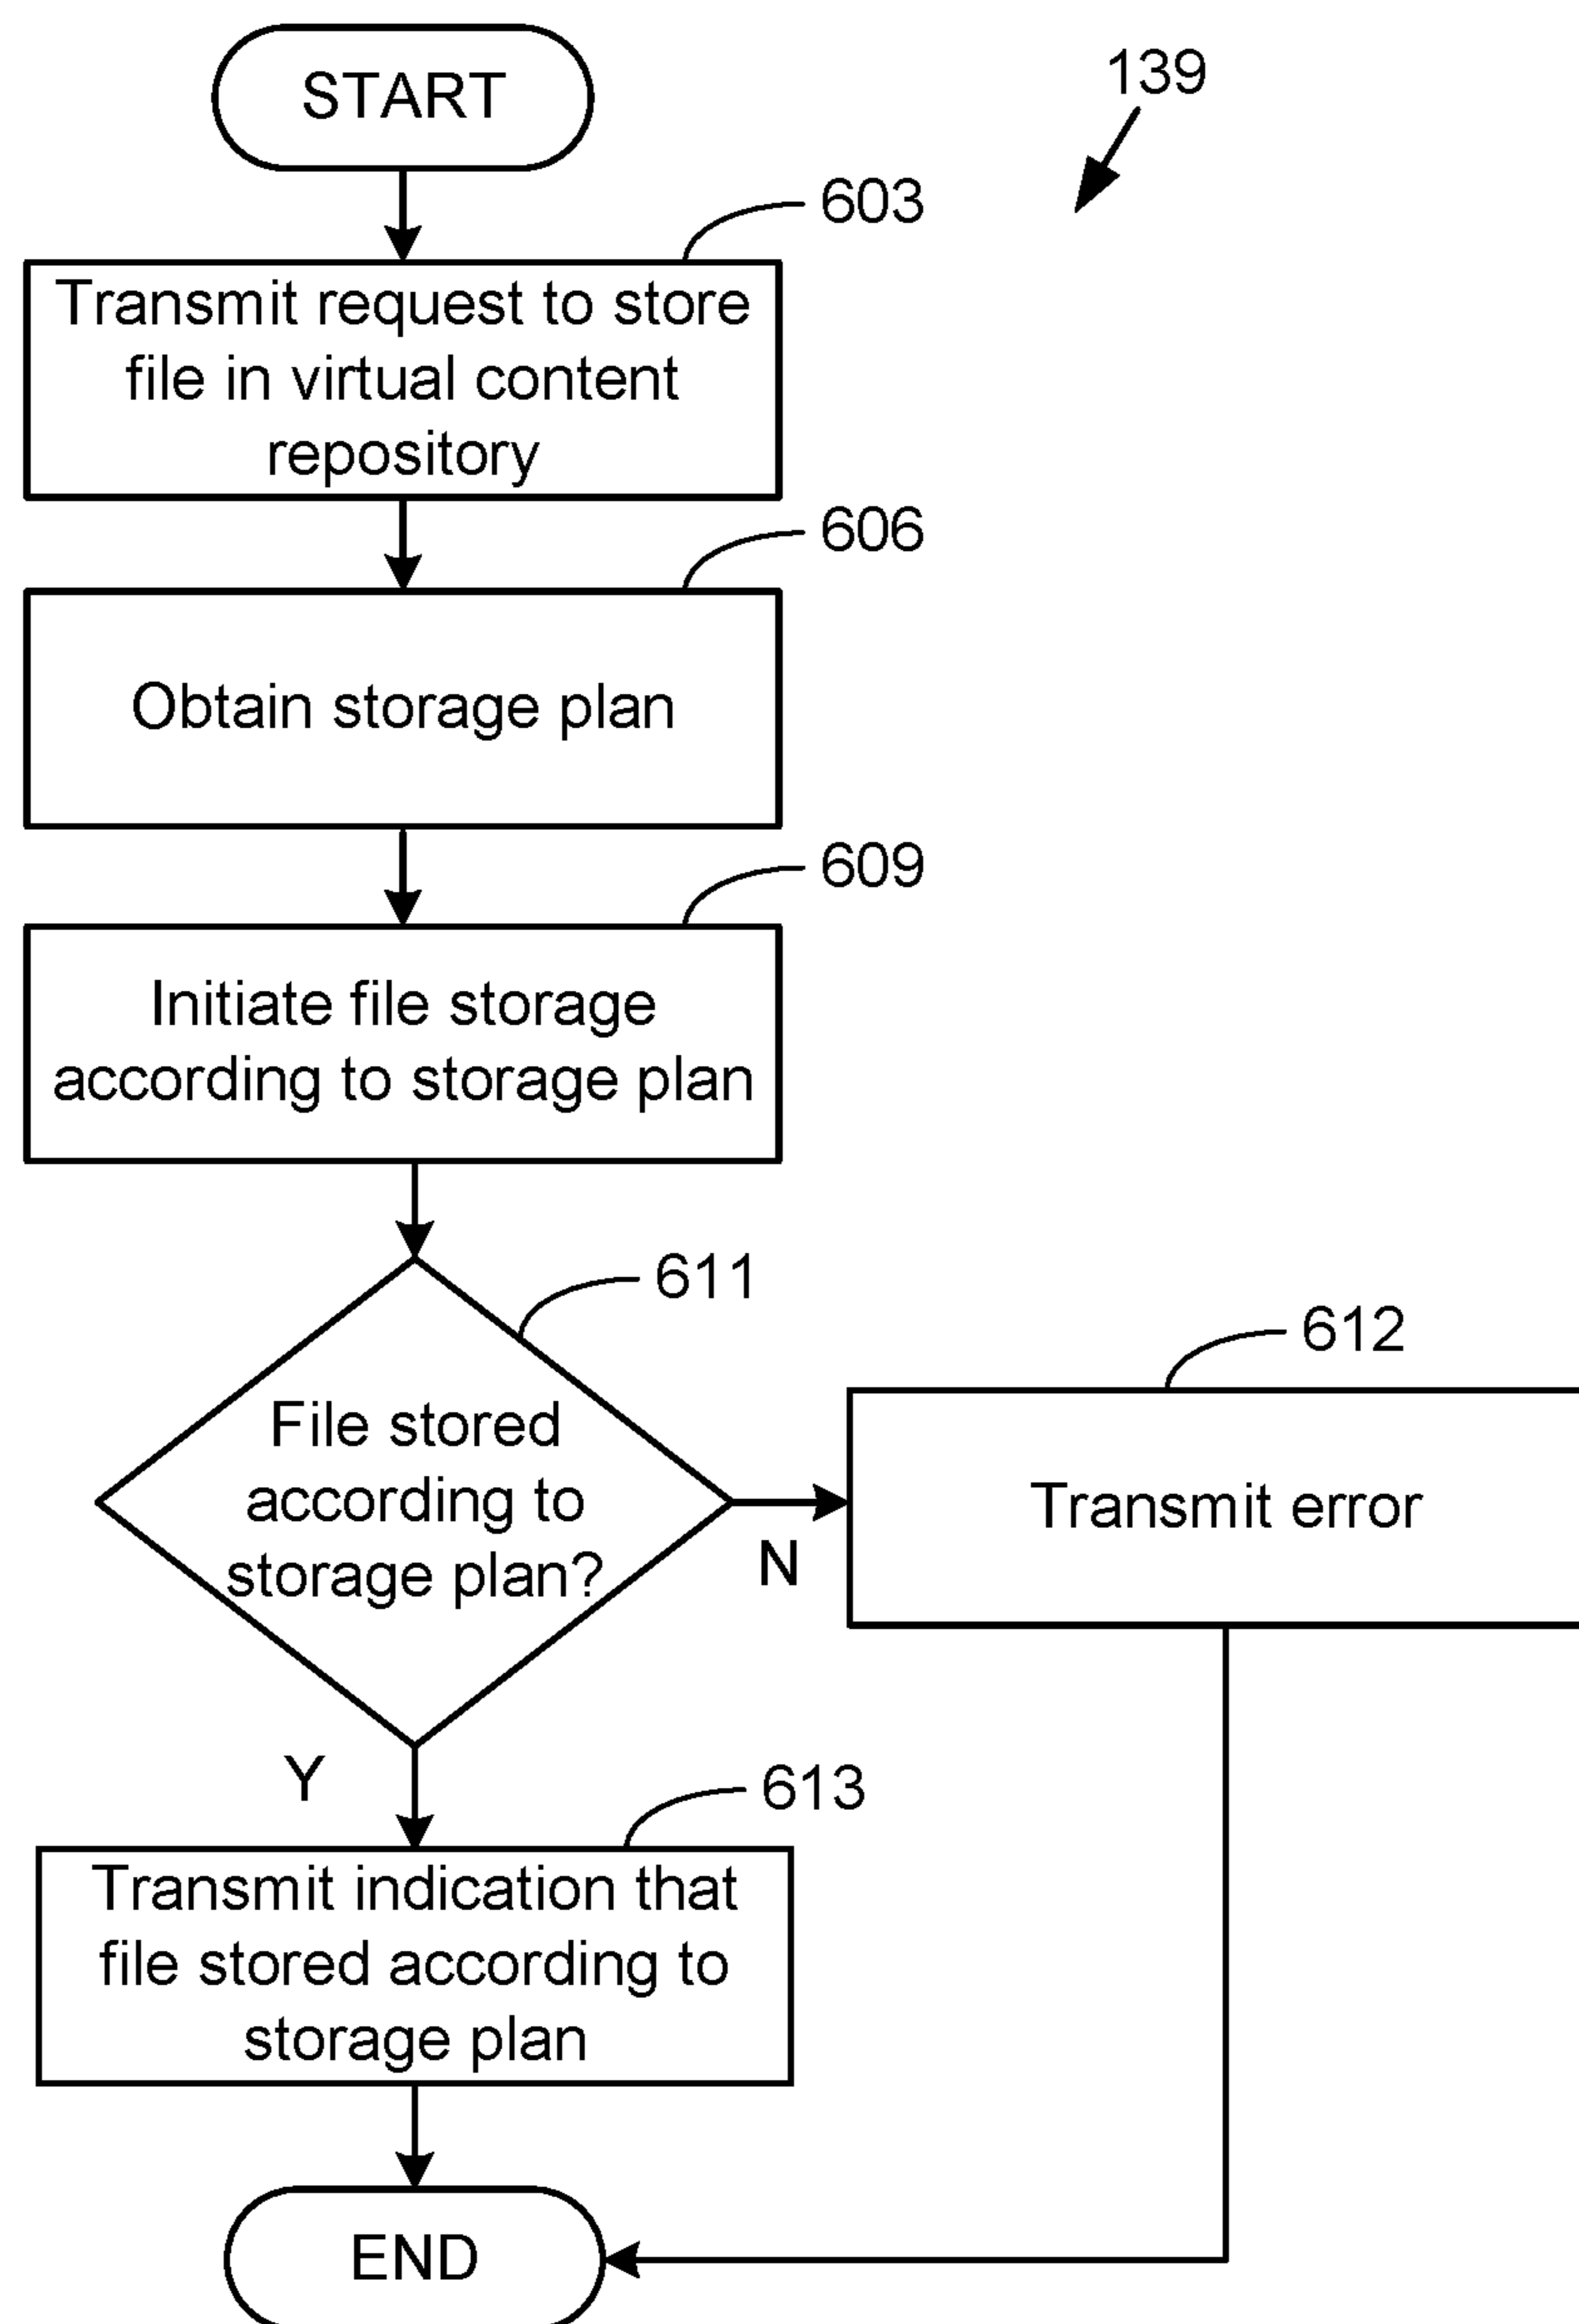 START
139
603
Transmit request to store
file in virtual content
repository
606
Obtain storage plan
609
Initiate file storage
according to storage plan
611
File stored
according to
storage plan?
N
612
Transmit error
Y
613
Transmit indication that
file stored according to
storage plan
END